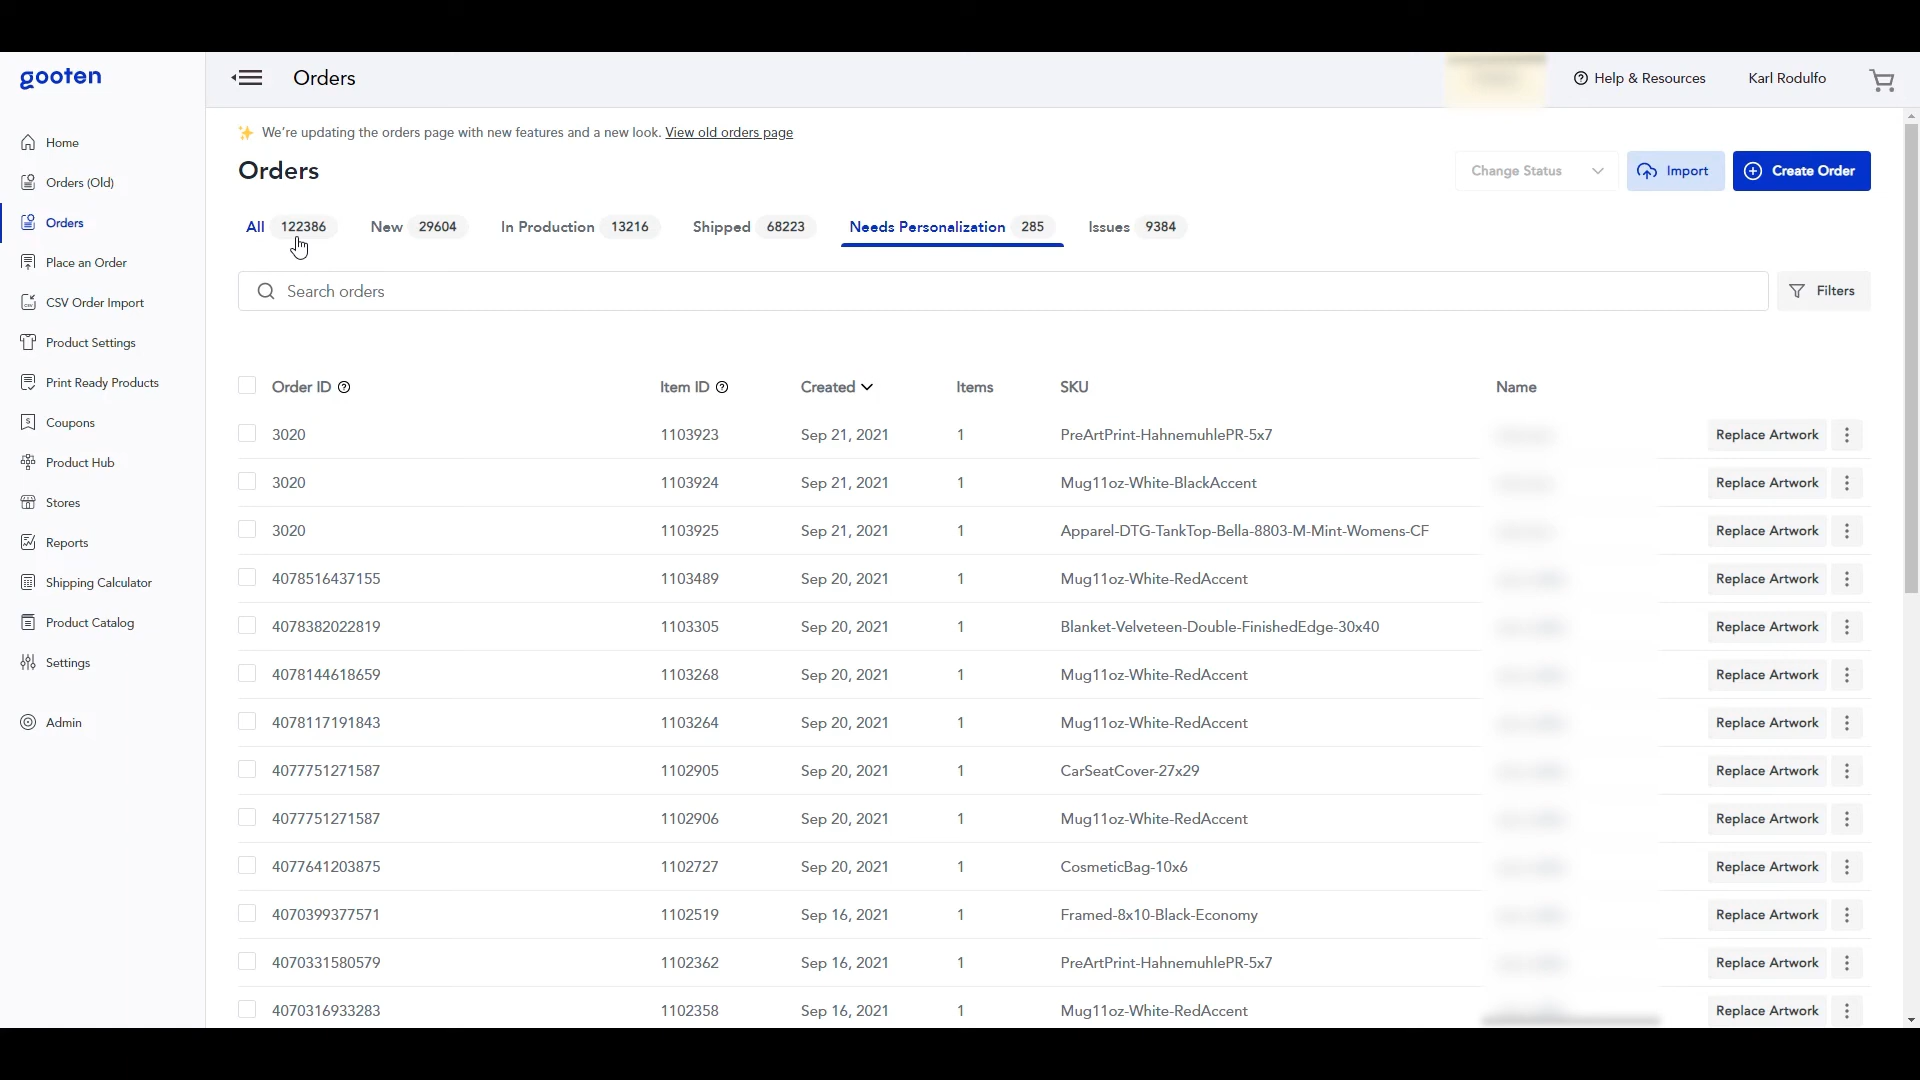 gooten
Orders
Help & Resources
Karl Rodulfo
Home
Orders (Old)
Orders
Place an Order
CSV Order Import
Product Settings
Print Ready Products
Coupons
Product Hub
Stores
Reports
Shipping Calculator
Product Catalog
Settings
Admin
We're updating the orders page with new features and a new look. View old orders page
Orders
Change Status
Import
Create Order
All 122386 New 29604 In Production 13216 Shipped 68223 Needs Personalization 285 Issues 9384
Search orders
Filters
Order ID Item ID Created Items SKU Name
3020 1103923 Sep 21, 2021 1 PreArtPrint-HahnemuhlePR-5x7 Replace Artwork
3020 1103924 Sep 21, 2021 1 Mug11oz-White-BlackAccent Replace Artwork
3020 1103925 Sep 21, 2021 1 Apparel-DTG-TankTop-Bella-8803-M-Mint-Womens-CF Replace Artwork
4078516437155 1103489 Sep 20, 2021 1 Mug11oz-White-RedAccent Replace Artwork
4078382022819 1103305 Sep 20, 2021 1 Blanket-Velveteen-Double-FinishedEdge-30x40 Replace Artwork
4078144618659 1103268 Sep 20, 2021 1 Mug11oz-White-RedAccent Replace Artwork
4078117191843 1103264 Sep 20, 2021 1 Mug11oz-White-RedAccent Replace Artwork
4077751271587 1102905 Sep 20, 2021 1 CarSeatCover-27x29 Replace Artwork
4077751271587 1102906 Sep 20, 2021 1 Mug11oz-White-RedAccent Replace Artwork
4077641203875 1102727 Sep 20, 2021 1 CosmeticBag-10x6 Replace Artwork
4070399377571 1102519 Sep 16, 2021 1 Framed-8x10-Black-Economy Replace Artwork
4070331580579 1102362 Sep 16, 2021 1 PreArtPrint-HahnemuhlePR-5x7 Replace Artwork
4070316933283 1102358 Sep 16, 2021 1 Mug11oz-White-RedAccent Replace Artwork